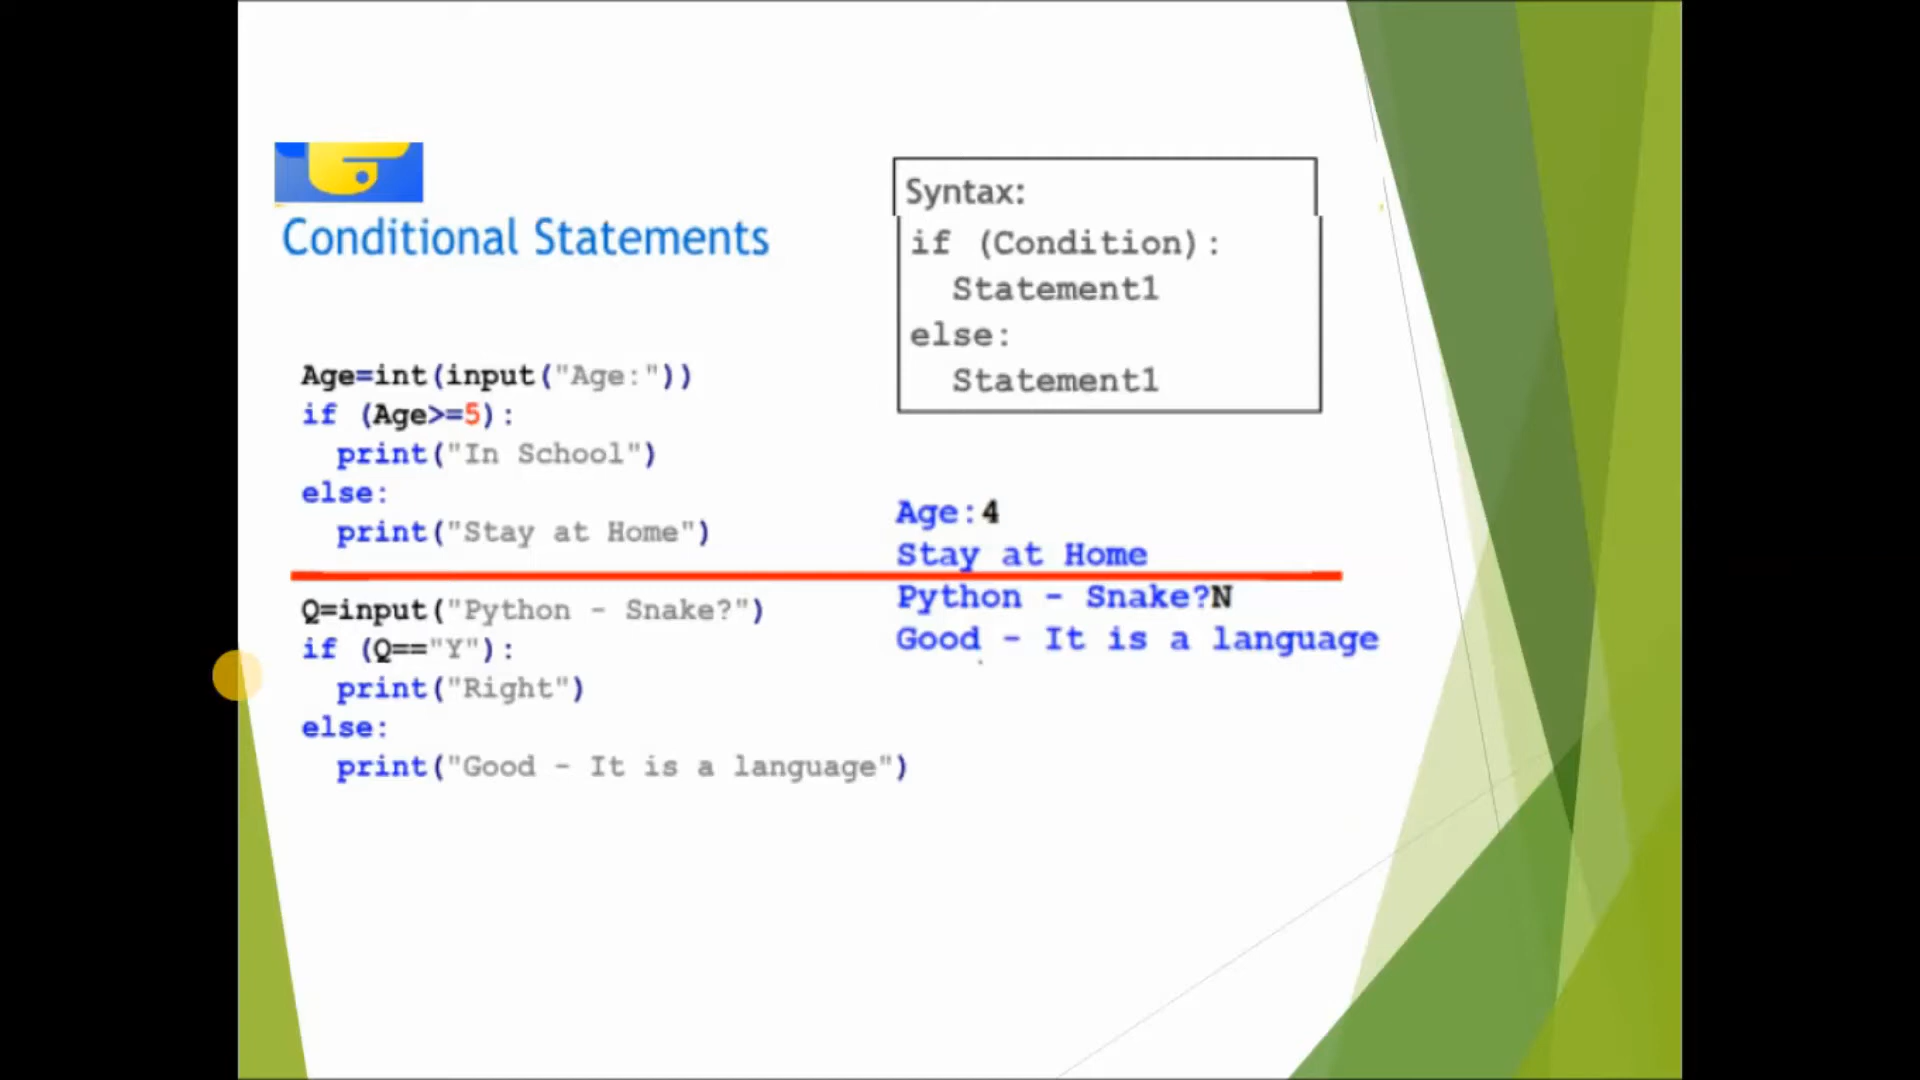 Conditional Statements
Syntax:
if (Condition):
  Statement1
else:
  Statement1
Age=int(input("Age:"))
if (Age>=5):
  print("In School")
else:
  print("Stay at Home")
Age:4
Stay at Home
Q=input("Python - Snake?")
if (Q=="Y"):
  print("Right")
else:
  print("Good - It is a language")
Python - Snake?N
Good - It is a language